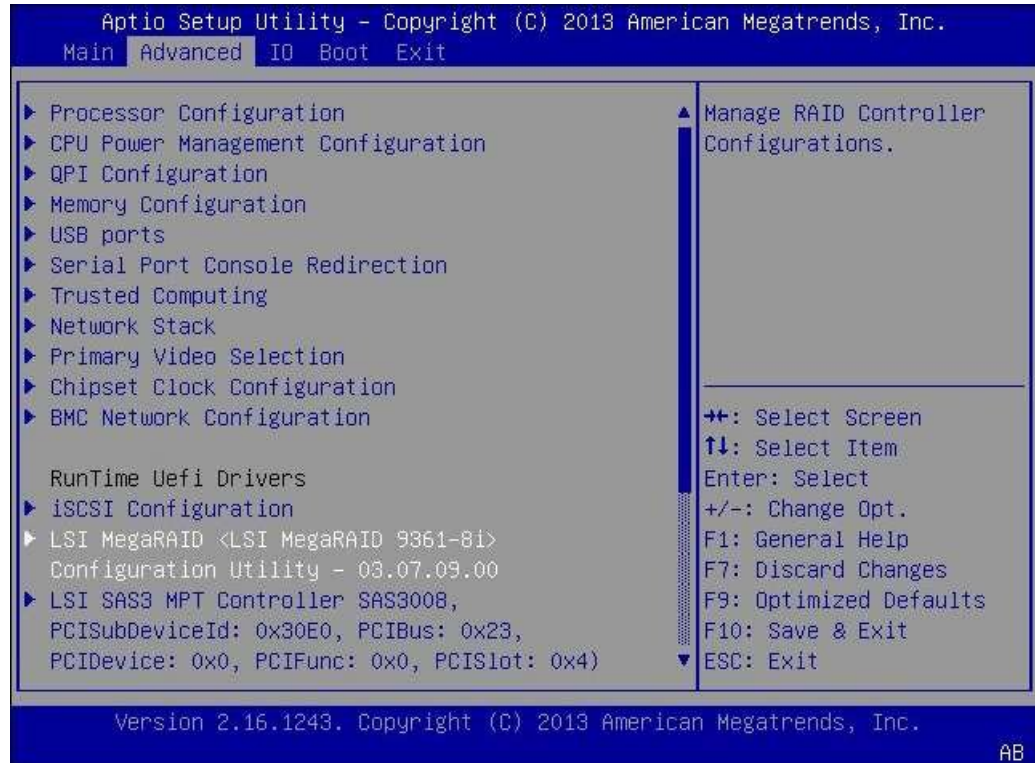 Aptio Setup Utility – Copyright (C) 2013 American Megatrends, Inc.
Main Advanced IO Boot Exit
▶ Processor Configuration
▶ CPU Power Management Configuration
▶ QPI Configuration
▶ Memory Configuration
▶ USB ports
▶ Serial Port Console Redirection
▶ Trusted Computing
▶ Network Stack
▶ Primary Video Selection
▶ Chipset Clock Configuration
▶ BMC Network Configuration
RunTime Uefi Drivers
▶ iSCSI Configuration
▶ LSI MegaRAID <LSI MegaRAID 9361-8i>
Configuration Utility – 03.07.09.00
▶ LSI SAS3 MPT Controller SAS3008,
PCISubDeviceId: 0x30E0, PCIBus: 0x23,
PCIDevice: 0x0, PCIFunc: 0x0, PCISlot: 0x4)
Manage RAID Controller
Configurations.
→←: Select Screen
↑↓: Select Item
Enter: Select
+/-: Change Opt.
F1: General Help
F7: Discard Changes
F9: Optimized Defaults
F10: Save & Exit
ESC: Exit
Version 2.16.1243. Copyright (C) 2013 American Megatrends, Inc.
AB